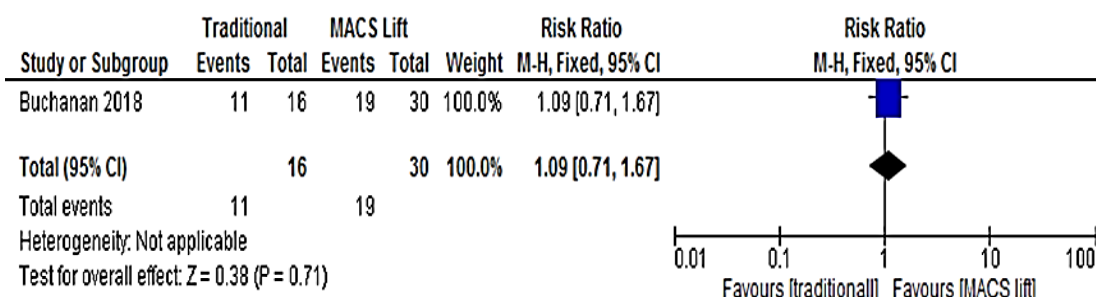 Traditional MACS Lift Risk Ratio Risk Ratio
Study or Subgroup Events Total Events Total Weight M-H, Fixed, 95% CI M-H, Fixed, 95% CI
Buchanan 2018 11 16 19 30 100.0% 1.09 [0.71, 1.67]
Total (95% CI) 16 30 100.0% 1.09 [0.71, 1.67]
Total events 11 19
Heterogeneity: Not applicable
Test for overall effect: Z = 0.38 (P = 0.71)
0.01 0.1 1 10 100
Favours [traditionall] Favours [MACS lift]